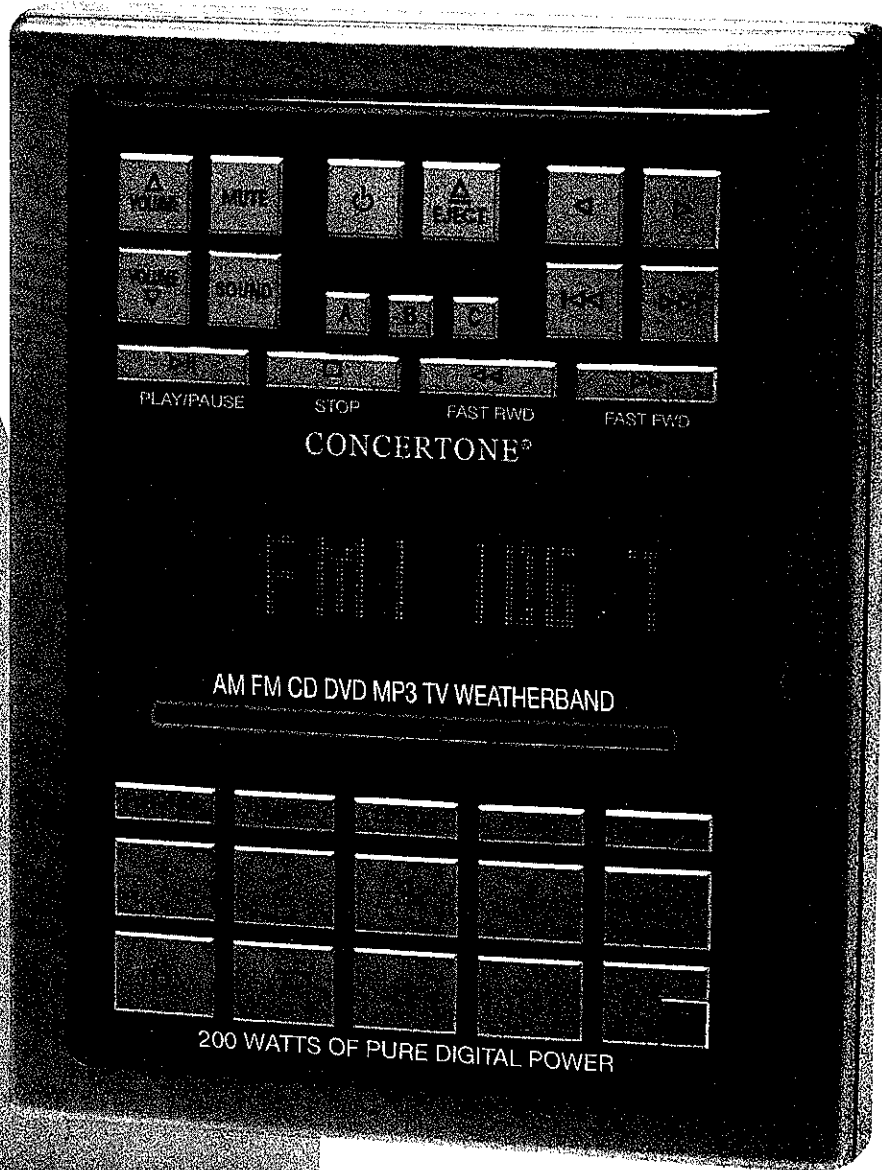 VOLUME MUTE EJECT
VOLUME SOUND A B C
PLAY/PAUSE STOP FAST RWD FAST FWD
CONCERTONE®
FM1 106.7
AM FM CD DVD MP3 TV WEATHERBAND
200 WATTS OF PURE DIGITAL POWER